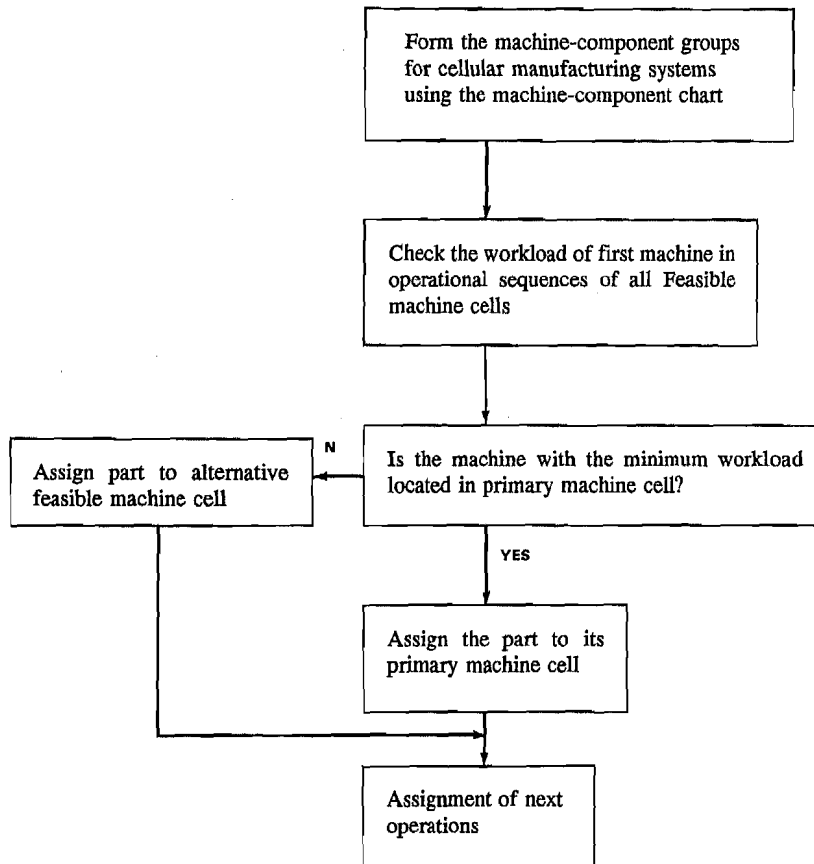 Form the machine-component groups
for cellular manufacturing systems
using the machine-component chart
Check the workload of first machine in
operational sequences of all Feasible
machine cells
N
Assign part to alternative
feasible machine cell
Is the machine with the minimum workload
located in primary machine cell?
YES
Assign the part to its
primary machine cell
Assignment of next
operations